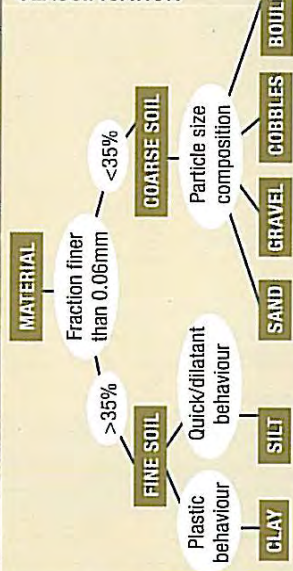 MATERIAL
Fraction finer
than 0.06mm
>35%
<35%
FINE SOIL
COARSE SOIL
Plastic
behaviour
Quick/dilatant
behaviour
Particle size
composition
CLAY
SILT
SAND
GRAVEL
COBBLES
BOUL